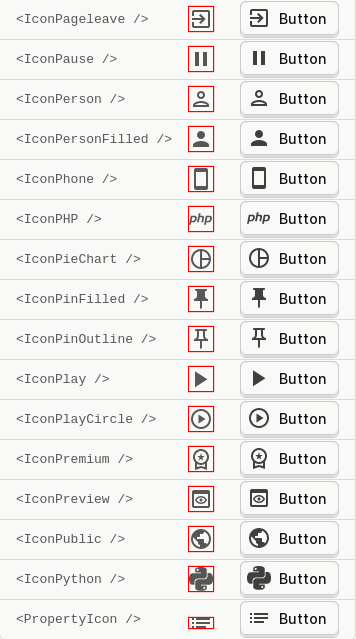 <IconPageleave /> Button
<IconPause /> Button
<IconPerson /> Button
<IconPersonFilled /> Button
<IconPhone /> Button
<IconPHP /> php php Button
<IconPieChart /> Button
<IconPinFilled /> Button
<IconPinOutline /> Button
<IconPlay /> Button
<IconPlayCircle /> Button
<IconPremium /> Button
<IconPreview /> Button
<IconPublic /> Button
<IconPython /> Button
<PropertyIcon /> Button